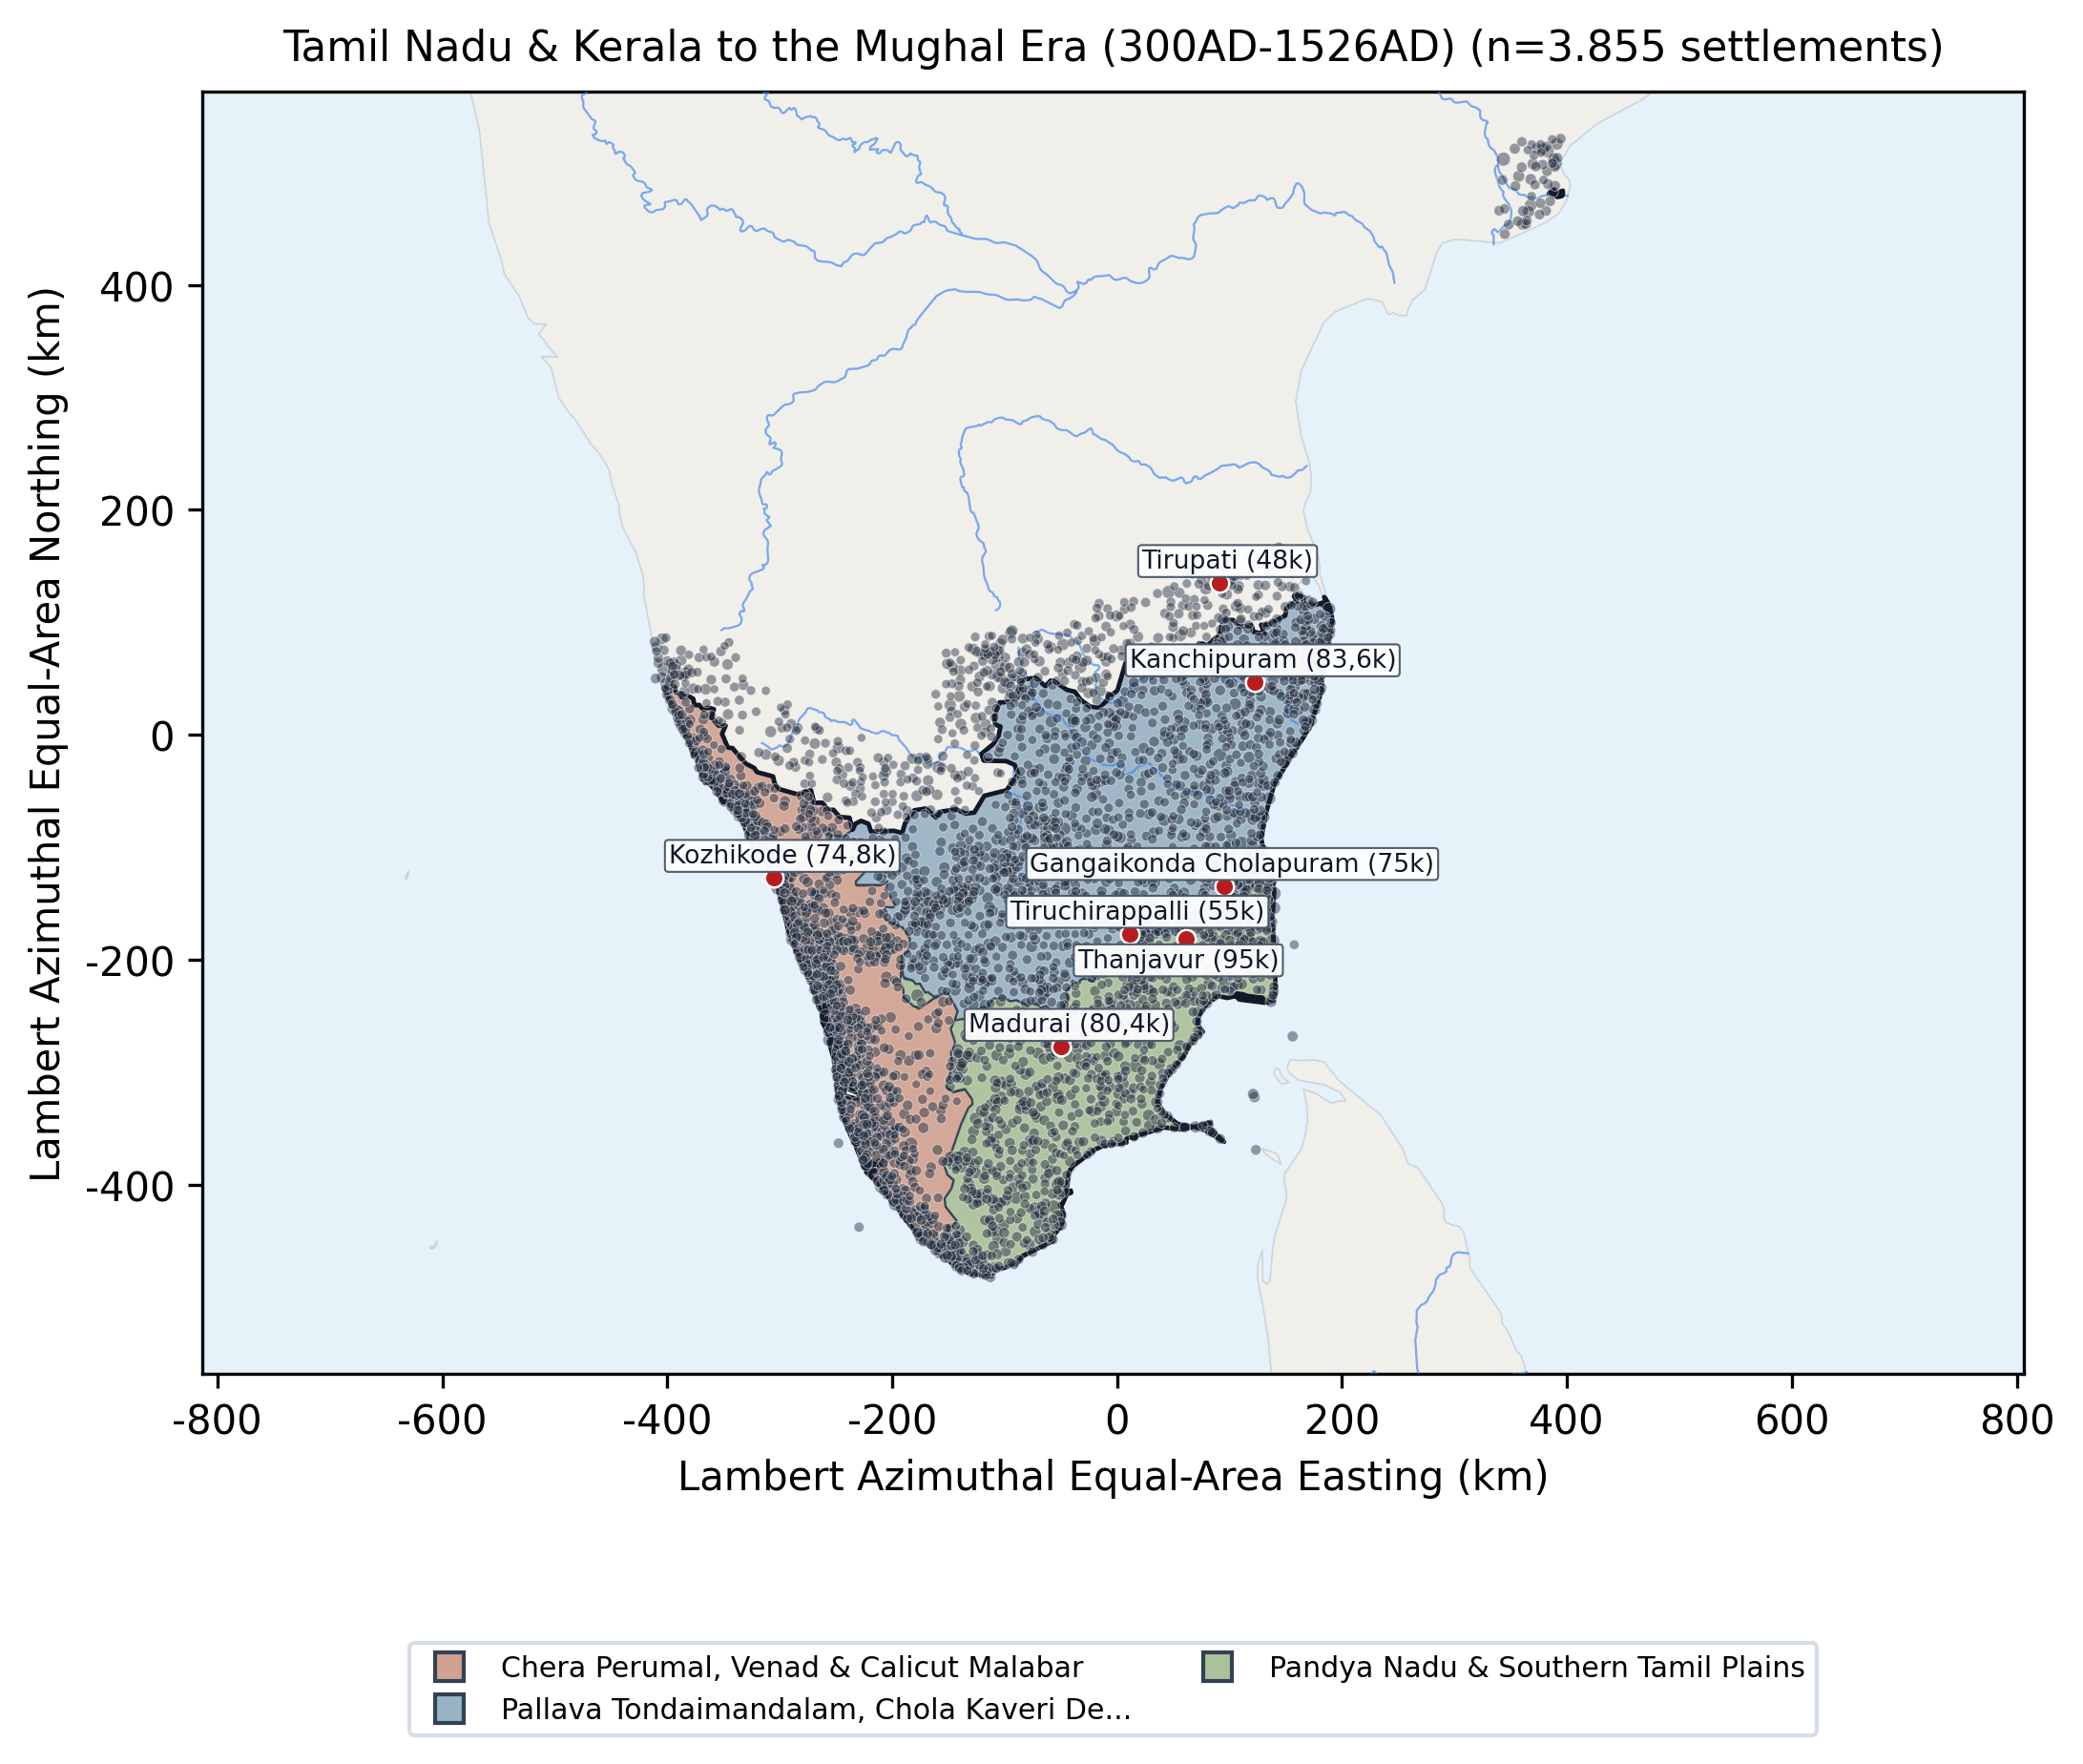 Tamil Nadu & Kerala to the Mughal Era (300AD-1526AD) (n=3.855 settlements)
Lambert Azimuthal Equal-Area Northing (km)
400
200
0
-200
-400
Tirupati (48k)
Kanchipuram (83,6k)
Kozhikode (74,8k)
Gangaikonda Cholapuram (75k)
Tiruchirappalli (55k)
Thanjavur (95k)
Madurai (80,4k)
-800 -600 -400 -200 0 200 400 600 800
Lambert Azimuthal Equal-Area Easting (km)
Chera Perumal, Venad & Calicut Malabar
Pallava Tondaimandalam, Chola Kaveri De...
Pandya Nadu & Southern Tamil Plains